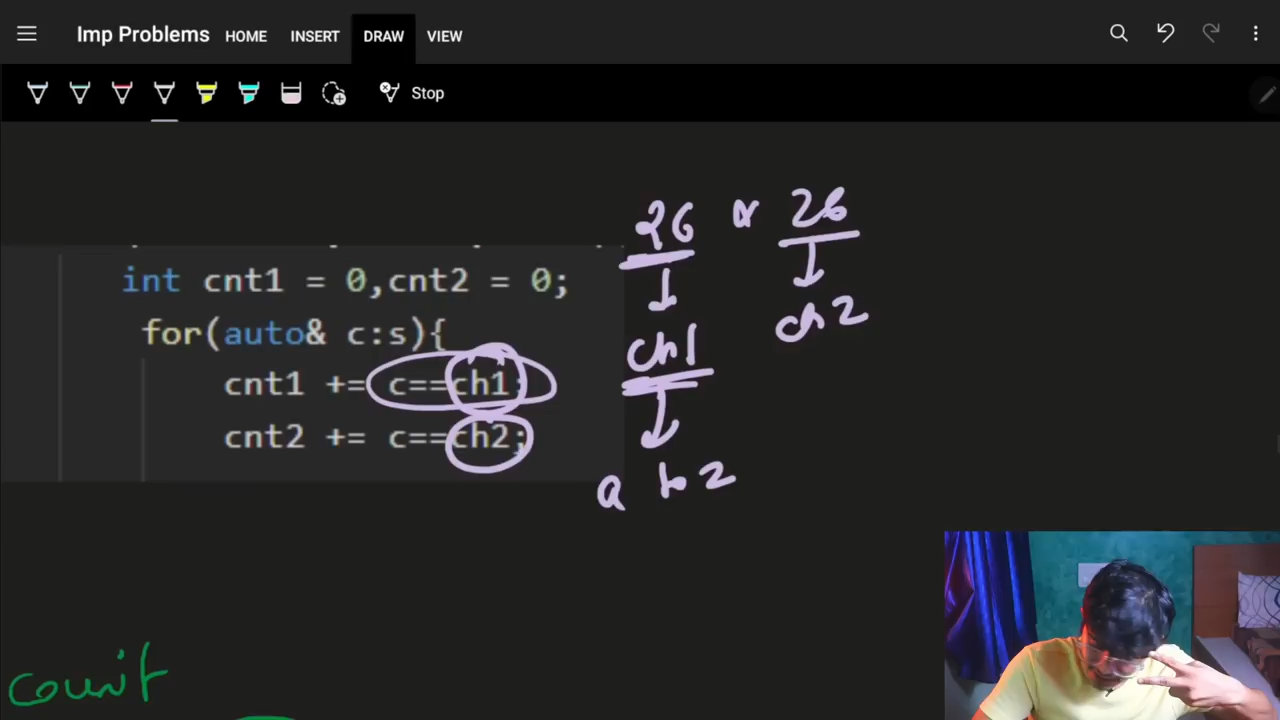 Imp Problems HOME INSERT DRAW VIEW
Stop
26 * 26
int cnt1 = 0,cnt2 = 0;
for(auto& c:s){
cnt1 += c==ch1;
cnt2 += c==ch2;
ch1
ch2
a to z
count